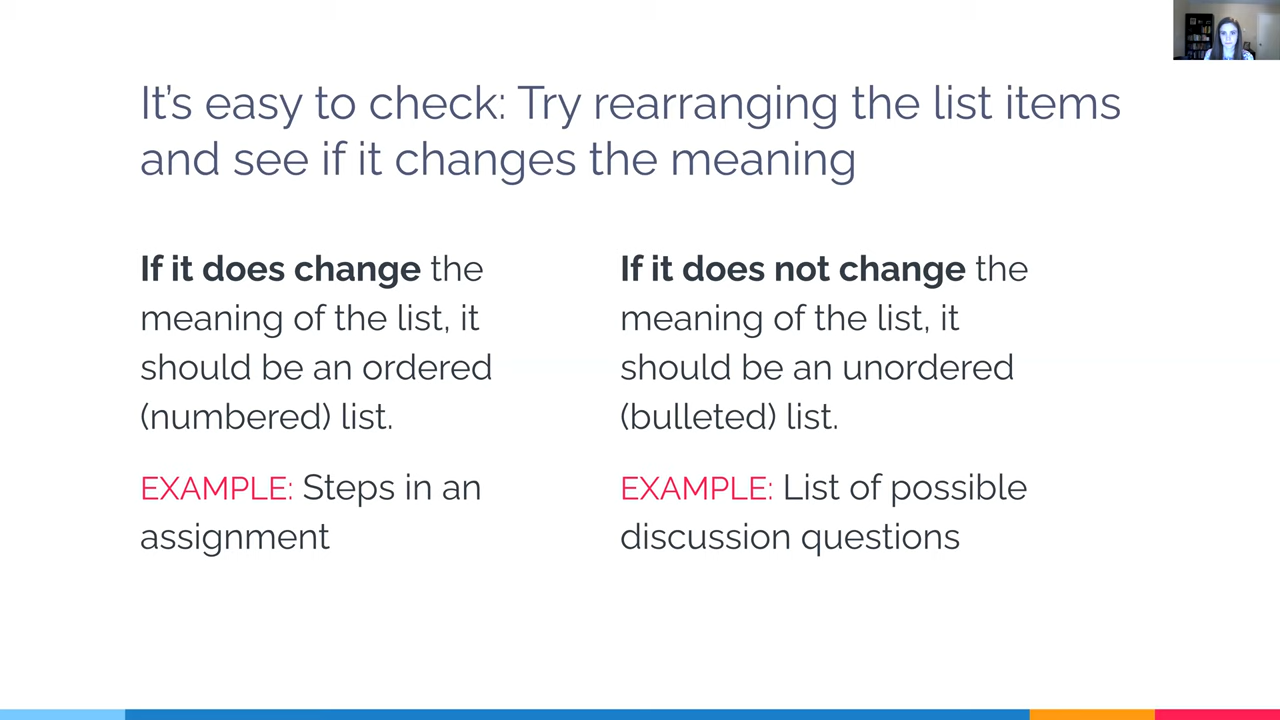 It’s easy to check: Try rearranging the list items
and see if it changes the meaning
If it does change the
meaning of the list, it
should be an ordered
(numbered) list.
EXAMPLE: Steps in an
assignment
If it does not change the
meaning of the list, it
should be an unordered
(bulleted) list.
EXAMPLE: List of possible
discussion questions